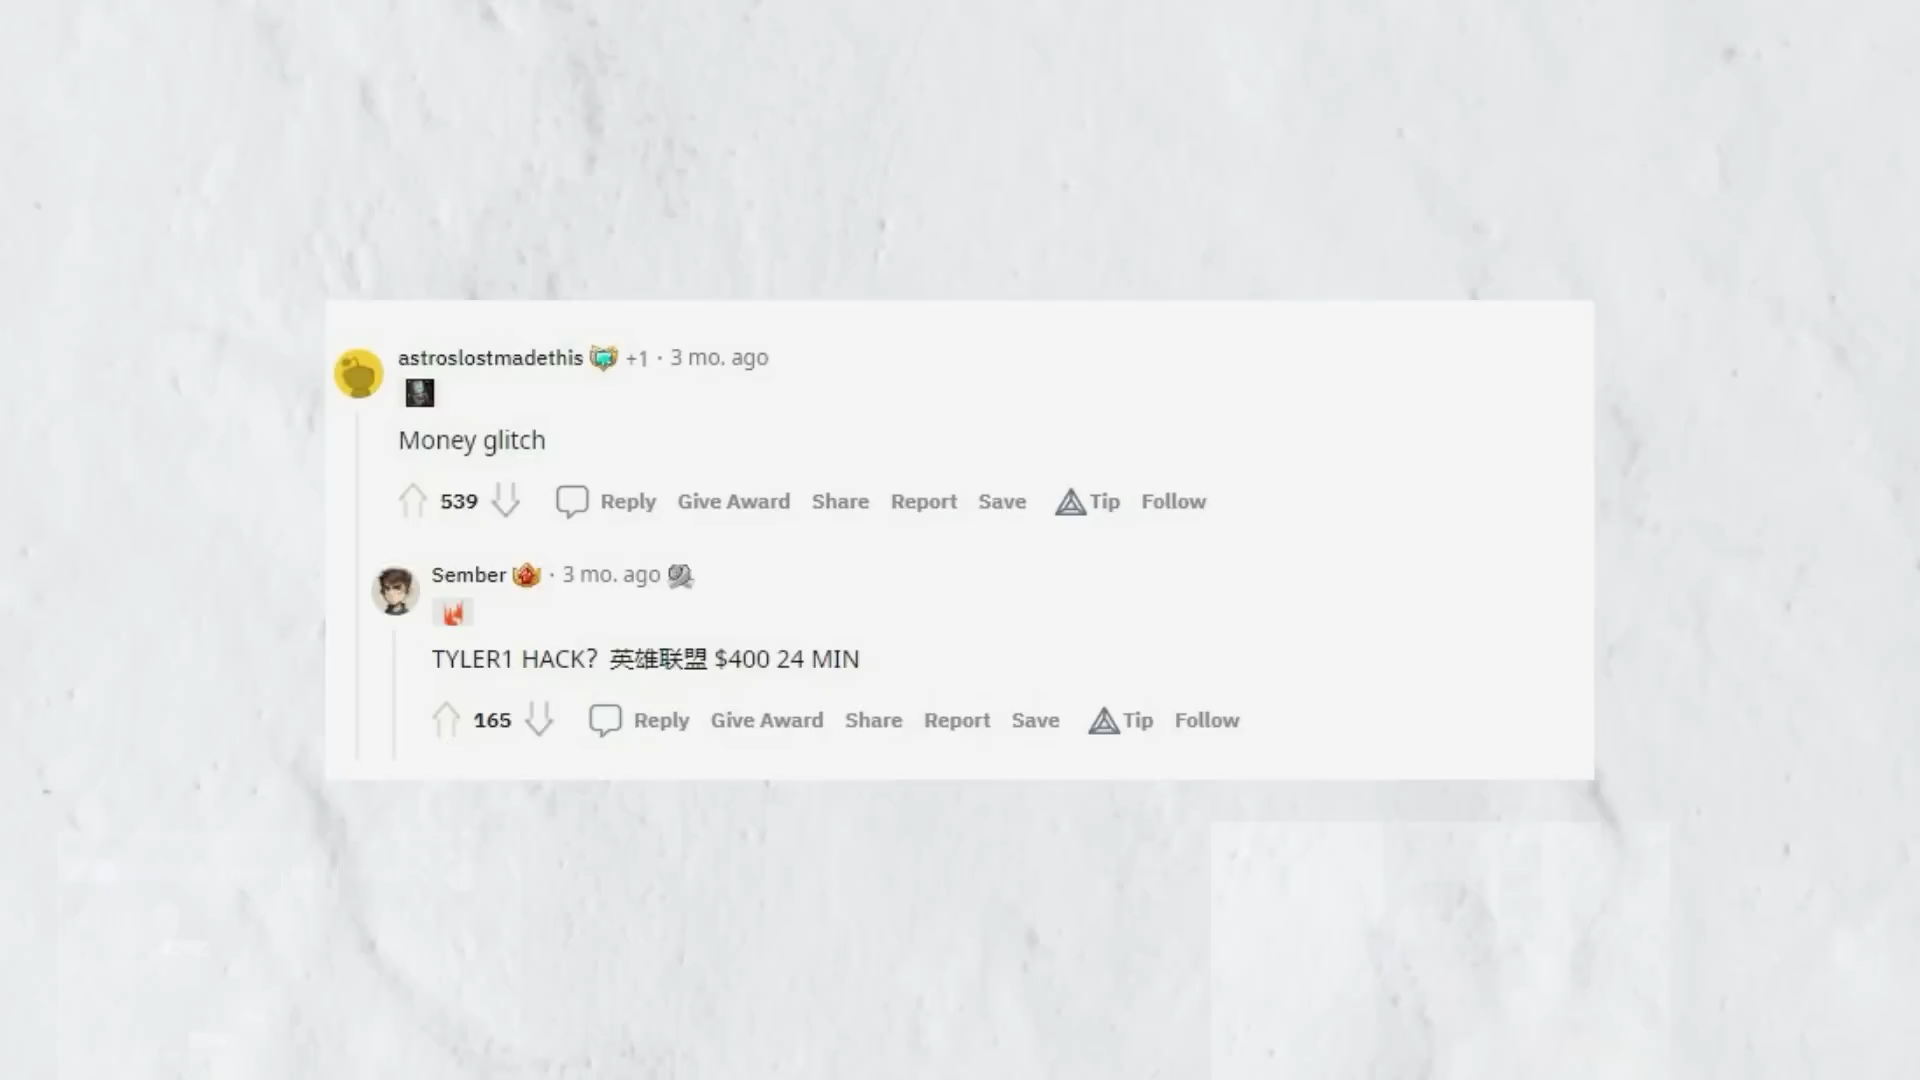 astroslostmadethis +1 · 3 mo. ago
Money glitch
539 Reply Give Award Share Report Save Tip Follow
Sember · 3 mo. ago
TYLER1 HACK? 英雄联盟 $400 24 MIN
165 Reply Give Award Share Report Save Tip Follow